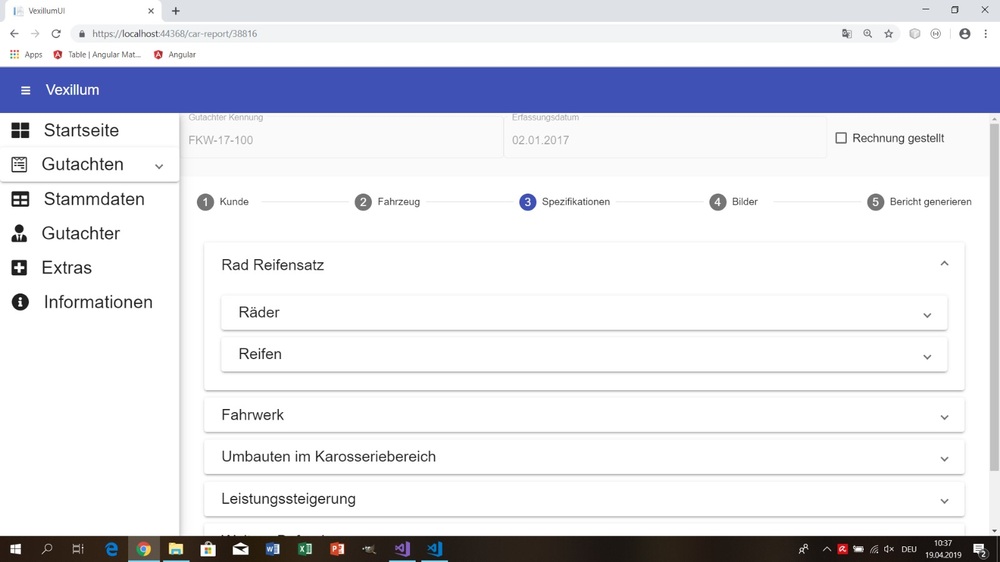 VexillumUI
https://localhost:44368/car-report/38816
Apps
Table | Angular Mat...
Angular
Vexillum
Startseite
Gutachten
Stammdaten
Gutachter
Extras
Informationen
Gutachter Kennung
FKW-17-100
Erfassungsdatum
02.01.2017
Rechnung gestellt
1 Kunde
2 Fahrzeug
3 Spezifikationen
4 Bilder
5 Bericht generieren
Rad Reifensatz
Räder
Reifen
Fahrwerk
Umbauten im Karosseriebereich
Leistungssteigerung
DEU
10:37
19.04.2019
2